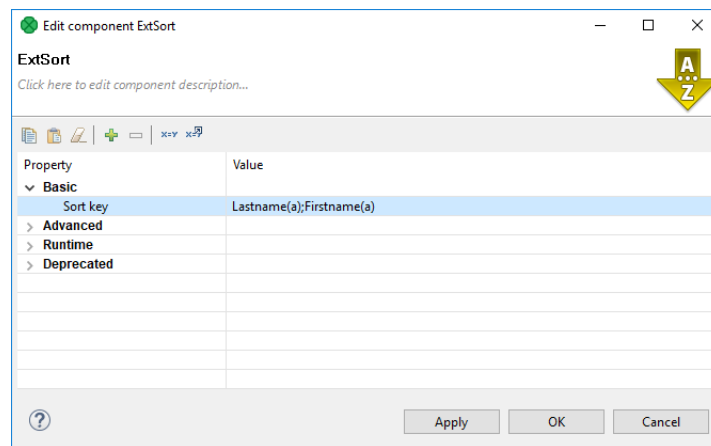 Edit component ExtSort
ExtSort
Click here to edit component description...
A
...
Z
x=y x=?
Property Value
Basic
Sort key Lastname(a);Firstname(a)
Advanced
Runtime
Deprecated
?
Apply OK Cancel